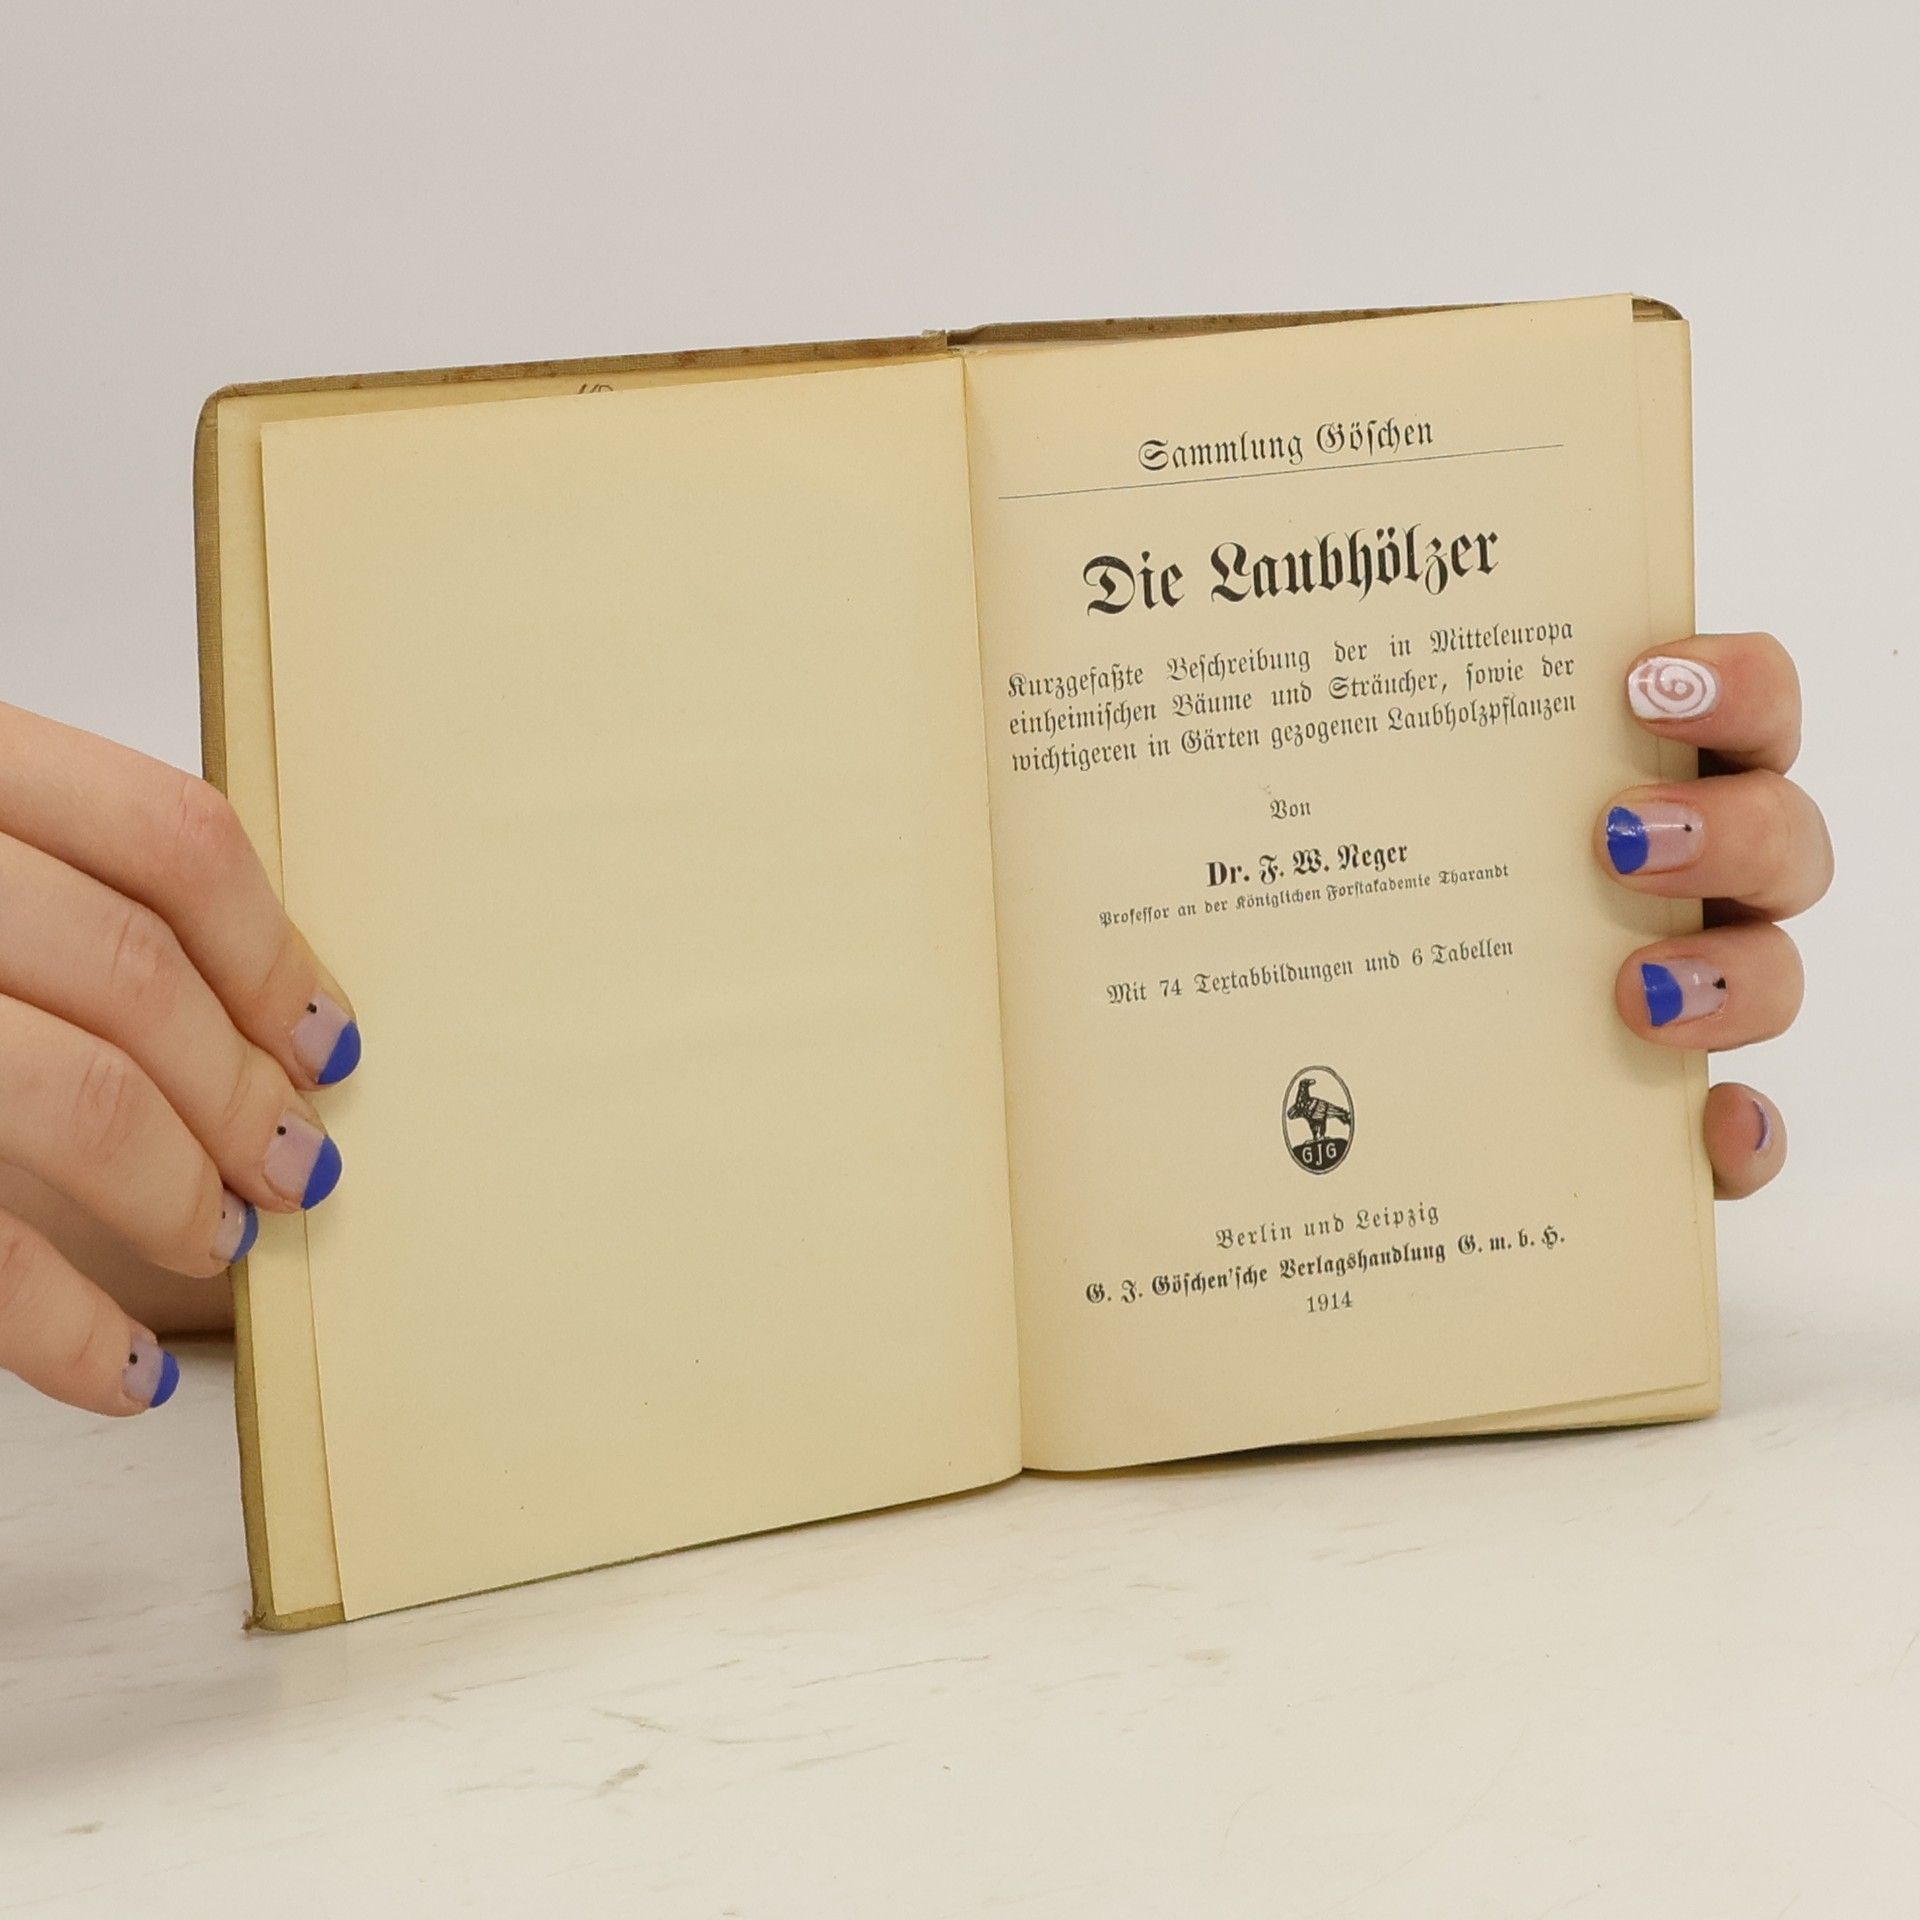 Sammlung Göschen
Die Laubhölzer
Kurzgefaßte Beschreibung der in Mitteleuropa
einheimischen Bäume und Sträucher, sowie der
wichtigeren in Gärten gezogenen Laubholzpflanzen
Von
Dr. F. W. Neger
Professor an der Königlichen Forstakademie Tharandt
Mit 74 Textabbildungen und 6 Tabellen
GJG
Berlin und Leipzig
G. J. Göschen'sche Verlagshandlung G. m. b. H.
1914